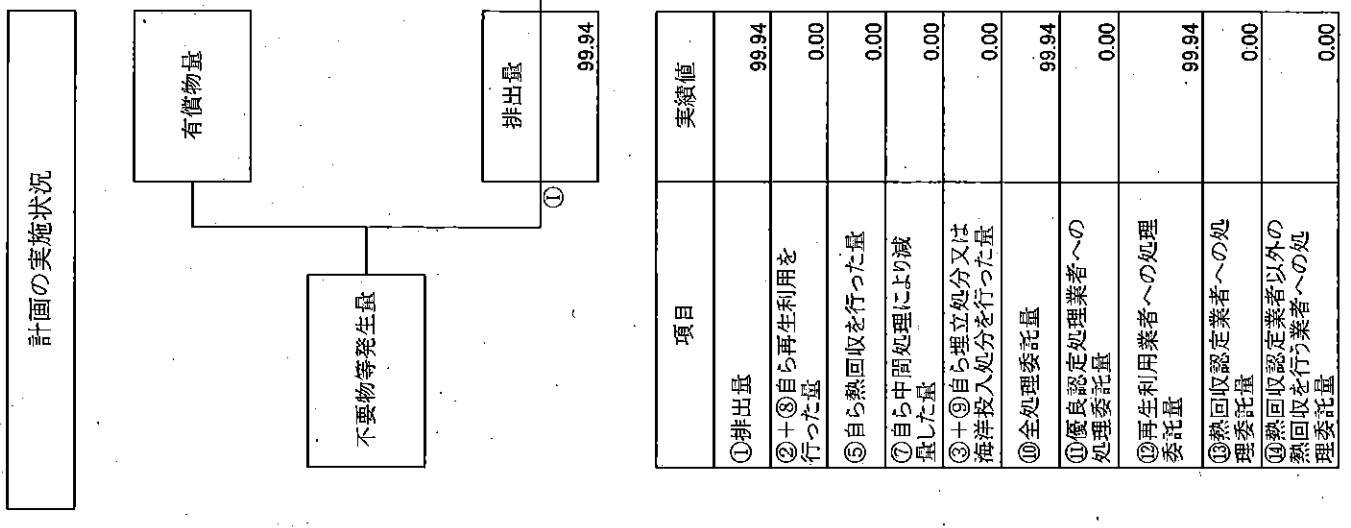 計画の実施状況
有償物量
不要物等発生量
排出量
①
99.94
項目
実績値
①排出量
99.94
②+⑧自ら再生利用を
行った量
0.00
⑤自ら熱回収を行った量
0.00
⑦自ら中間処理により減
量した量
0.00
③+⑨自ら埋立処分又は
海洋投入処分を行った量
0.00
⑩全処理委託量
99.94
⑪優良認定処理業者への
処理委託量
0.00
⑫再生利用業者への処理
委託量
99.94
⑬熱回収認定業者への処
理委託量
0.00
⑭熱回収認定業者以外の
熱回収を行う業者への処
理委託量
0.00